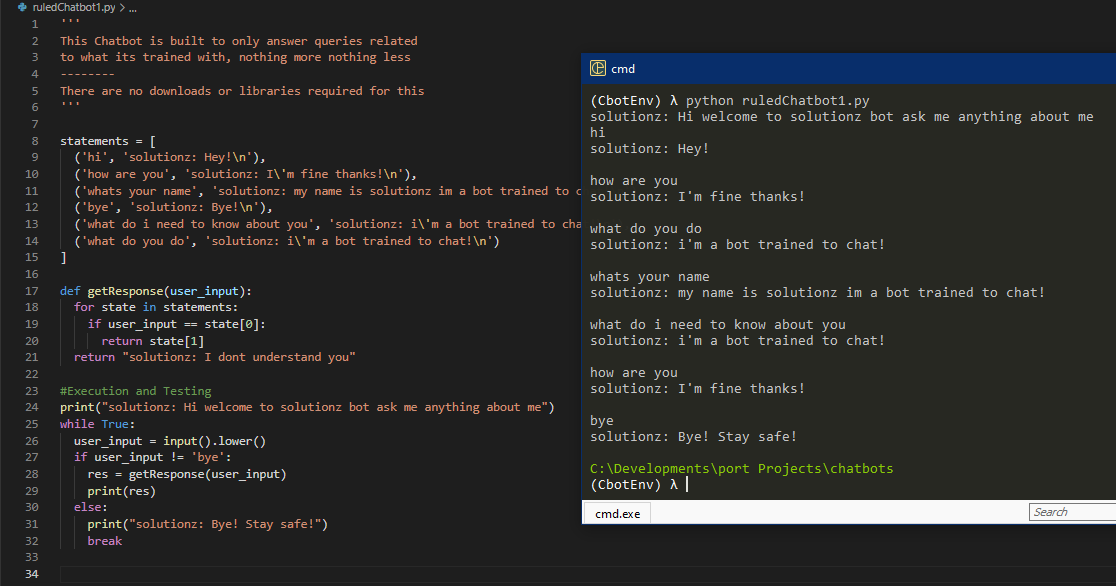 ruledChatbot1.py > ...
1 '''
2 This Chatbot is built to only answer queries related
3 to what its trained with, nothing more nothing less
4 --------
5 There are no downloads or libraries required for this
6 '''
7
8 statements = [
9 ('hi', 'solutionz: Hey!\n'),
10 ('how are you', 'solutionz: I\'m fine thanks!\n'),
11 ('whats your name', 'solutionz: my name is solutionz im a bot trained to c
12 ('bye', 'solutionz: Bye!\n'),
13 ('what do i need to know about you', 'solutionz: i\'m a bot trained to cha
14 ('what do you do', 'solutionz: i\'m a bot trained to chat!\n')
15 ]
16
17 def getResponse(user_input):
18 for state in statements:
19 if user_input == state[0]:
20 return state[1]
21 return "solutionz: I dont understand you"
22
23 #Execution and Testing
24 print("solutionz: Hi welcome to solutionz bot ask me anything about me")
25 while True:
26 user_input = input().lower()
27 if user_input != 'bye':
28 res = getResponse(user_input)
29 print(res)
30 else:
31 print("solutionz: Bye! Stay safe!")
32 break
33
34
cmd
(CbotEnv) λ python ruledChatbot1.py
solutionz: Hi welcome to solutionz bot ask me anything about me
hi
solutionz: Hey!
how are you
solutionz: I'm fine thanks!
what do you do
solutionz: i'm a bot trained to chat!
whats your name
solutionz: my name is solutionz im a bot trained to chat!
what do i need to know about you
solutionz: i'm a bot trained to chat!
how are you
solutionz: I'm fine thanks!
bye
solutionz: Bye! Stay safe!
C:\Developments\port Projects\chatbots
(CbotEnv) λ
cmd.exe
Search